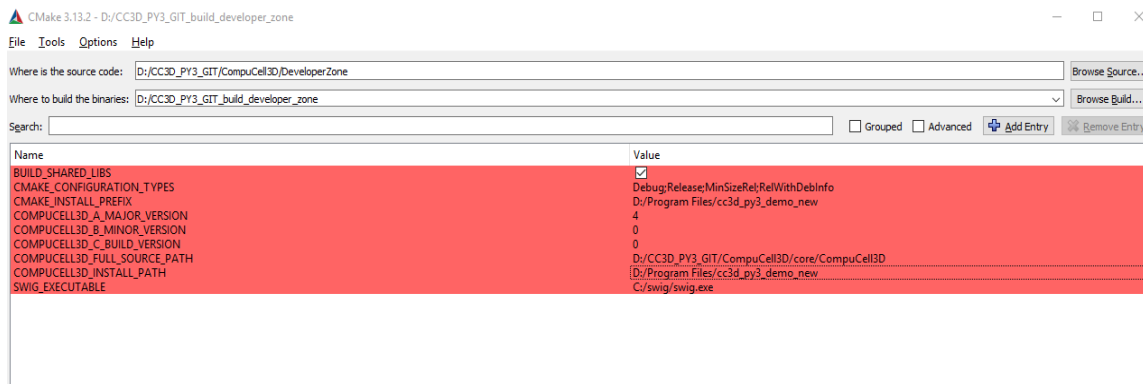 CMake 3.13.2 - D:/CC3D_PY3_GIT_build_developer_zone
File Tools Options Help
Where is the source code: D:/CC3D_PY3_GIT/CompuCell3D/DeveloperZone Browse Source...
Where to build the binaries: D:/CC3D_PY3_GIT_build_developer_zone Browse Build...
Search: Grouped Advanced Add Entry Remove Entry
Name Value
BUILD_SHARED_LIBS
CMAKE_CONFIGURATION_TYPES Debug;Release;MinSizeRel;RelWithDebInfo
CMAKE_INSTALL_PREFIX D:/Program Files/cc3d_py3_demo_new
COMPUCELL3D_A_MAJOR_VERSION 4
COMPUCELL3D_B_MINOR_VERSION 0
COMPUCELL3D_C_BUILD_VERSION 0
COMPUCELL3D_FULL_SOURCE_PATH D:/CC3D_PY3_GIT/CompuCell3D/core/CompuCell3D
COMPUCELL3D_INSTALL_PATH D:/Program Files/cc3d_py3_demo_new
SWIG_EXECUTABLE C:/swig/swig.exe